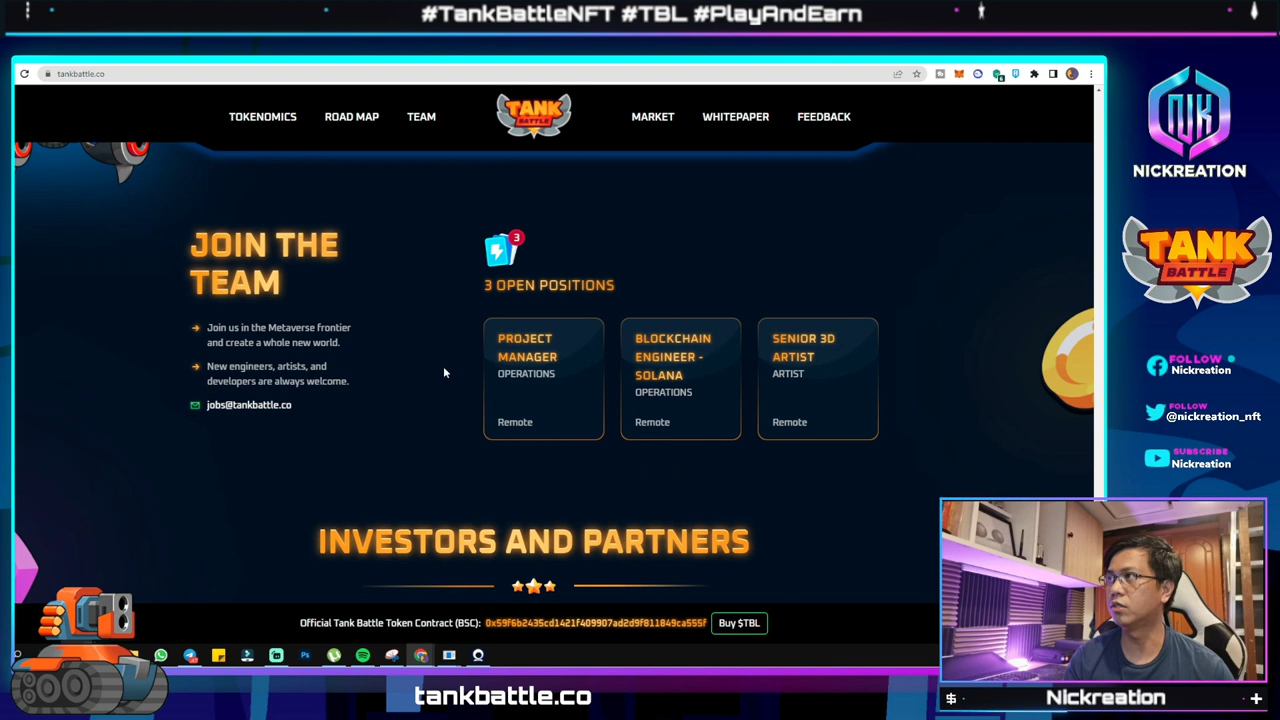 #TankBattleNFT #TBL #PlayAndEarn
tankbattle.co
TOKENOMICS
ROAD MAP
TEAM
TANK
BATTLE
MARKET
WHITEPAPER
FEEDBACK
NICKREATION
TANK
BATTLE
JOIN THE
TEAM
Join us in the Metaverse frontier
and create a whole new world.
New engineers, artists, and
developers are always welcome.
jobs@tankbattle.co
3
3 OPEN POSITIONS
PROJECT
MANAGER
OPERATIONS
Remote
BLOCKCHAIN
ENGINEER -
SOLANA
OPERATIONS
Remote
SENIOR 3D
ARTIST
ARTIST
Remote
FOLLOW
Nickreation
FOLLOW
@nickreation_nft
SUBSCRIBE
Nickreation
INVESTORS AND PARTNERS
Official Tank Battle Token Contract (BSC): 0x59f6b2435cd1421f409907ad2d9f811849ca555f
Buy $TBL
tankbattle.co
Nickreation